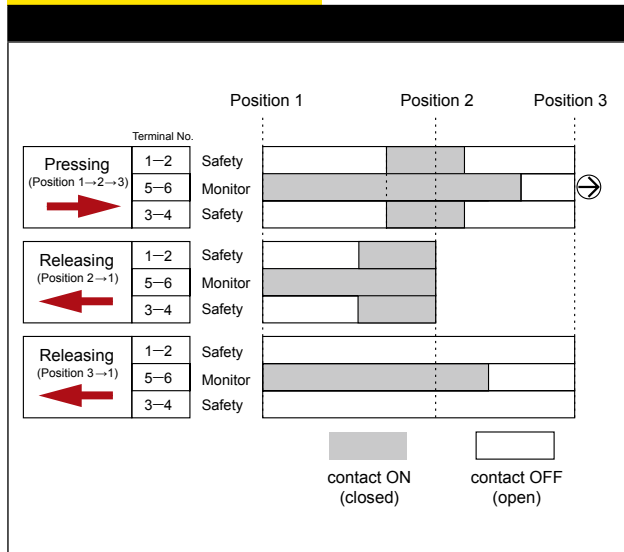 Position 1 Position 2 Position 3
Terminal No.
Pressing
(Position 1→2→3)
1—2 Safety
5—6 Monitor
3—4 Safety
Releasing
(Position 2→1)
1—2 Safety
5—6 Monitor
3—4 Safety
Releasing
(Position 3→1)
1—2 Safety
5—6 Monitor
3—4 Safety
contact ON
(closed)
contact OFF
(open)